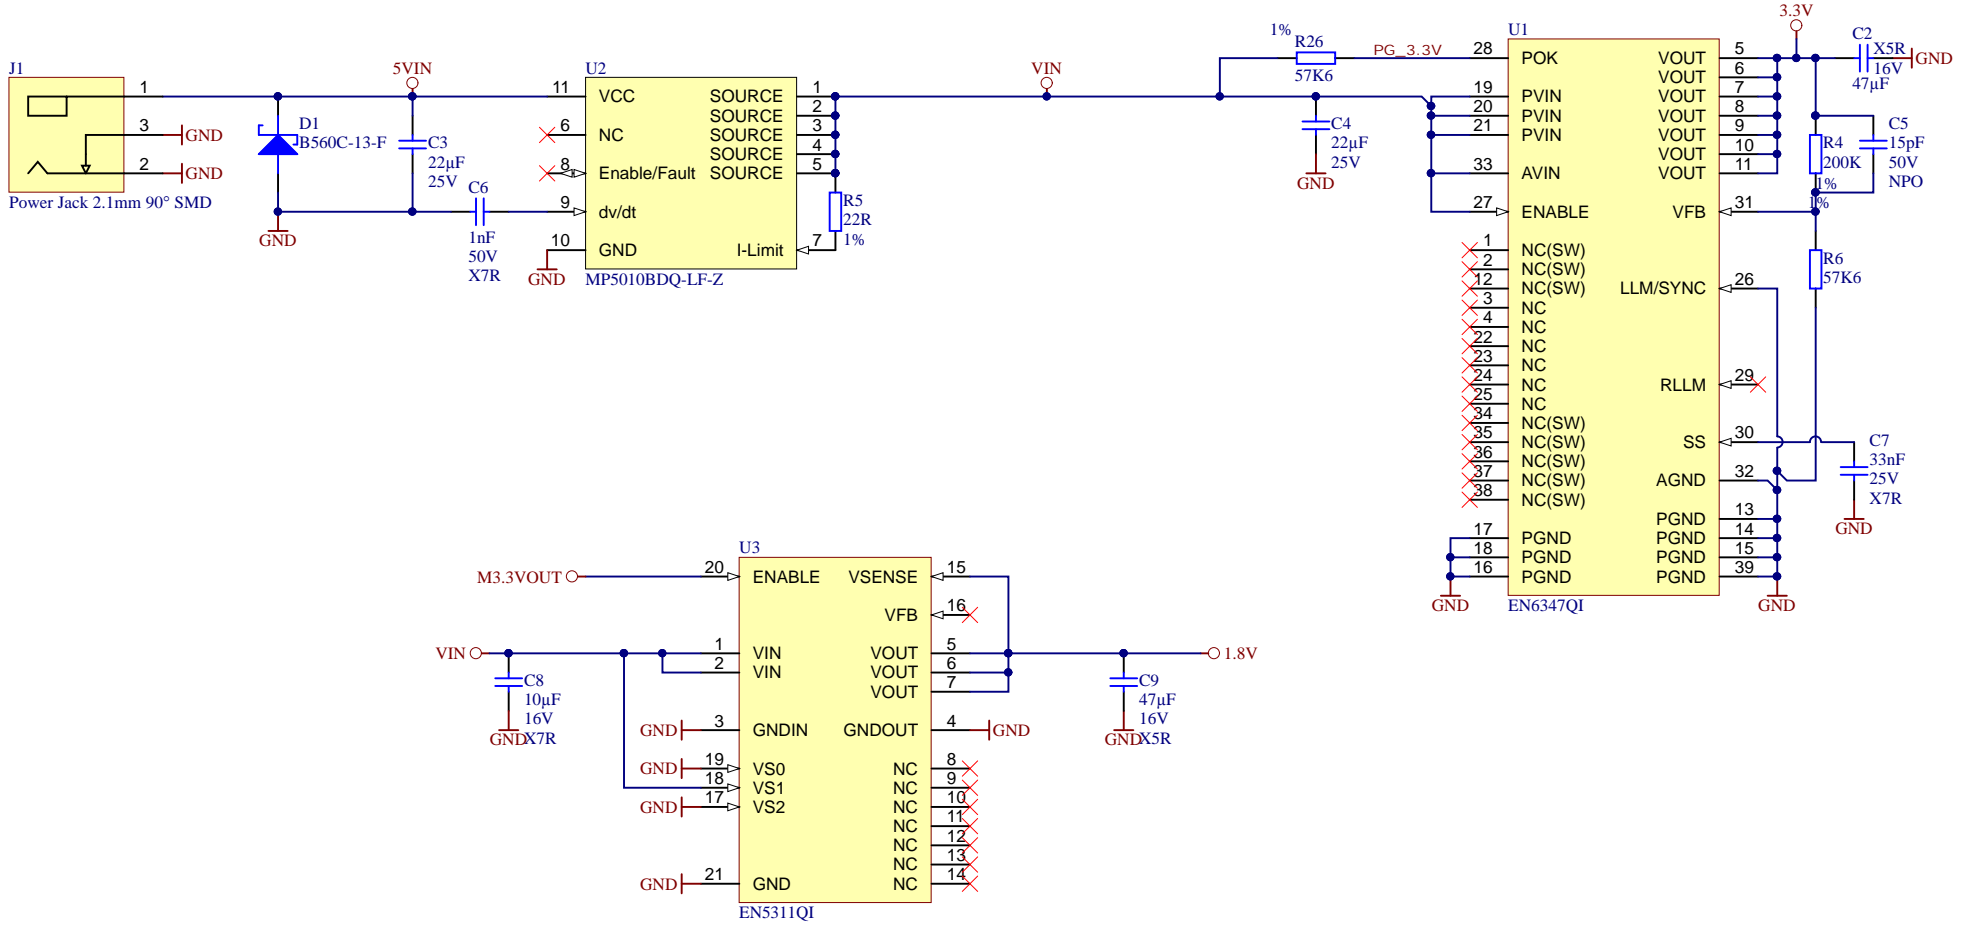 J1
1
3
GND
2
GND
Power Jack 2.1mm 90° SMD
D1
B560C-13-F
GND
5VIN
C3
22µF
25V
C6
1nF
50V
X7R
U2
11 VCC SOURCE 1
SOURCE 2
6 NC SOURCE 3
SOURCE 4
8 Enable/Fault SOURCE 5
9 dv/dt
10 GND I-Limit 7
GND
MP5010BDQ-LF-Z
R5
22R
1%
VIN
1%
R26
57K6
PG_3.3V
C4
22µF
25V
GND
U1
28 POK VOUT 5
VOUT 6
19 PVIN VOUT 7
20 PVIN VOUT 8
21 PVIN VOUT 9
VOUT 10
33 AVIN VOUT 11
27 ENABLE VFB 31
1 NC(SW)
2 NC(SW)
12 NC(SW) LLM/SYNC 26
3 NC
4 NC
22 NC
23 NC
24 NC RLLM 29
25 NC
34 NC(SW)
35 NC(SW) SS 30
36 NC(SW)
37 NC(SW) AGND 32
38 NC(SW)
PGND 13
17 PGND PGND 14
18 PGND PGND 15
16 PGND PGND 39
GND
GND
EN6347QI
3.3V
C2
X5R
16V
47µF
GND
R4
200K
1%
C5
15pF
50V
NPO
1%
R6
57K6
C7
33nF
25V
X7R
GND
U3
M3.3VOUT 20 ENABLE VSENSE 15
VFB 16
VIN 1 VIN VOUT 5 1.8V
2 VIN VOUT 6
VOUT 7
C8
10µF
16V
X7R
GND
GND 3 GNDIN GNDOUT 4 GND
GND 19 VS0 NC 8
18 VS1 NC 9
GND 17 VS2 NC 10
NC 11
NC 12
NC 13
GND 21 GND NC 14
EN5311QI
C9
47µF
16V
X5R
GND